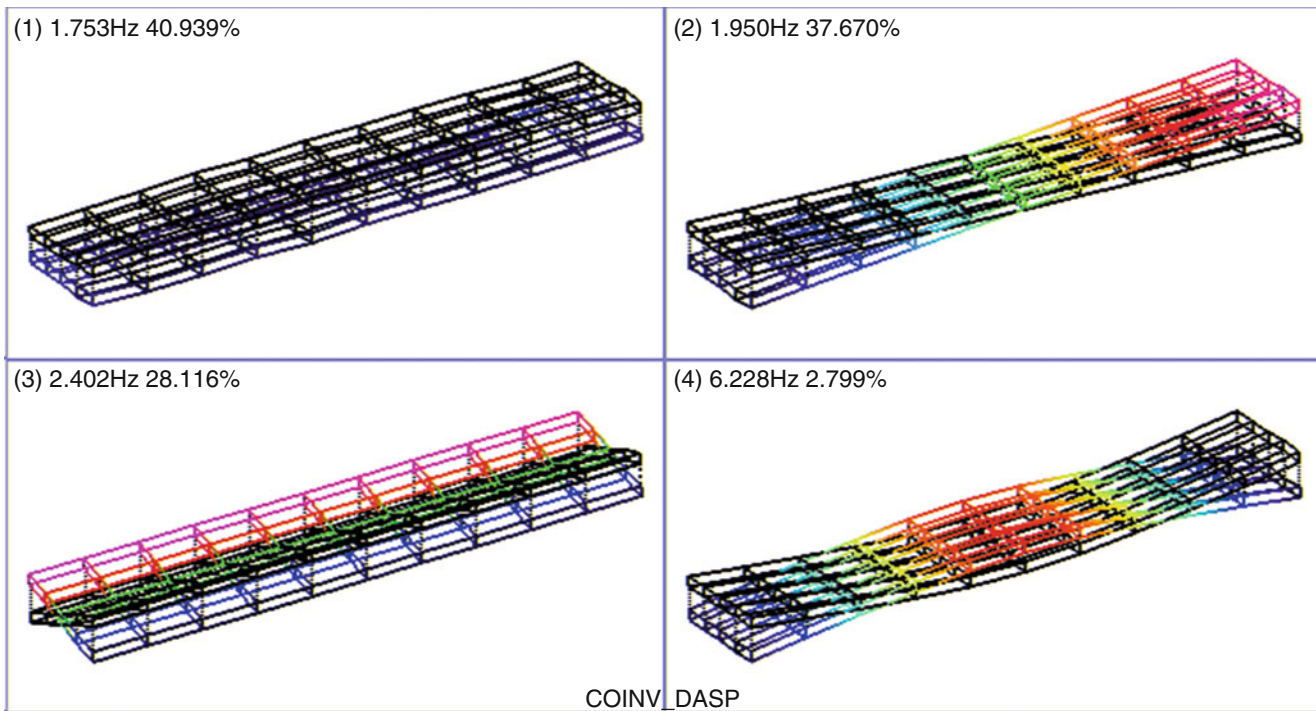 (1) 1.753Hz 40.939%
(2) 1.950Hz 37.670%
(3) 2.402Hz 28.116%
(4) 6.228Hz 2.799%
COINV_DASP